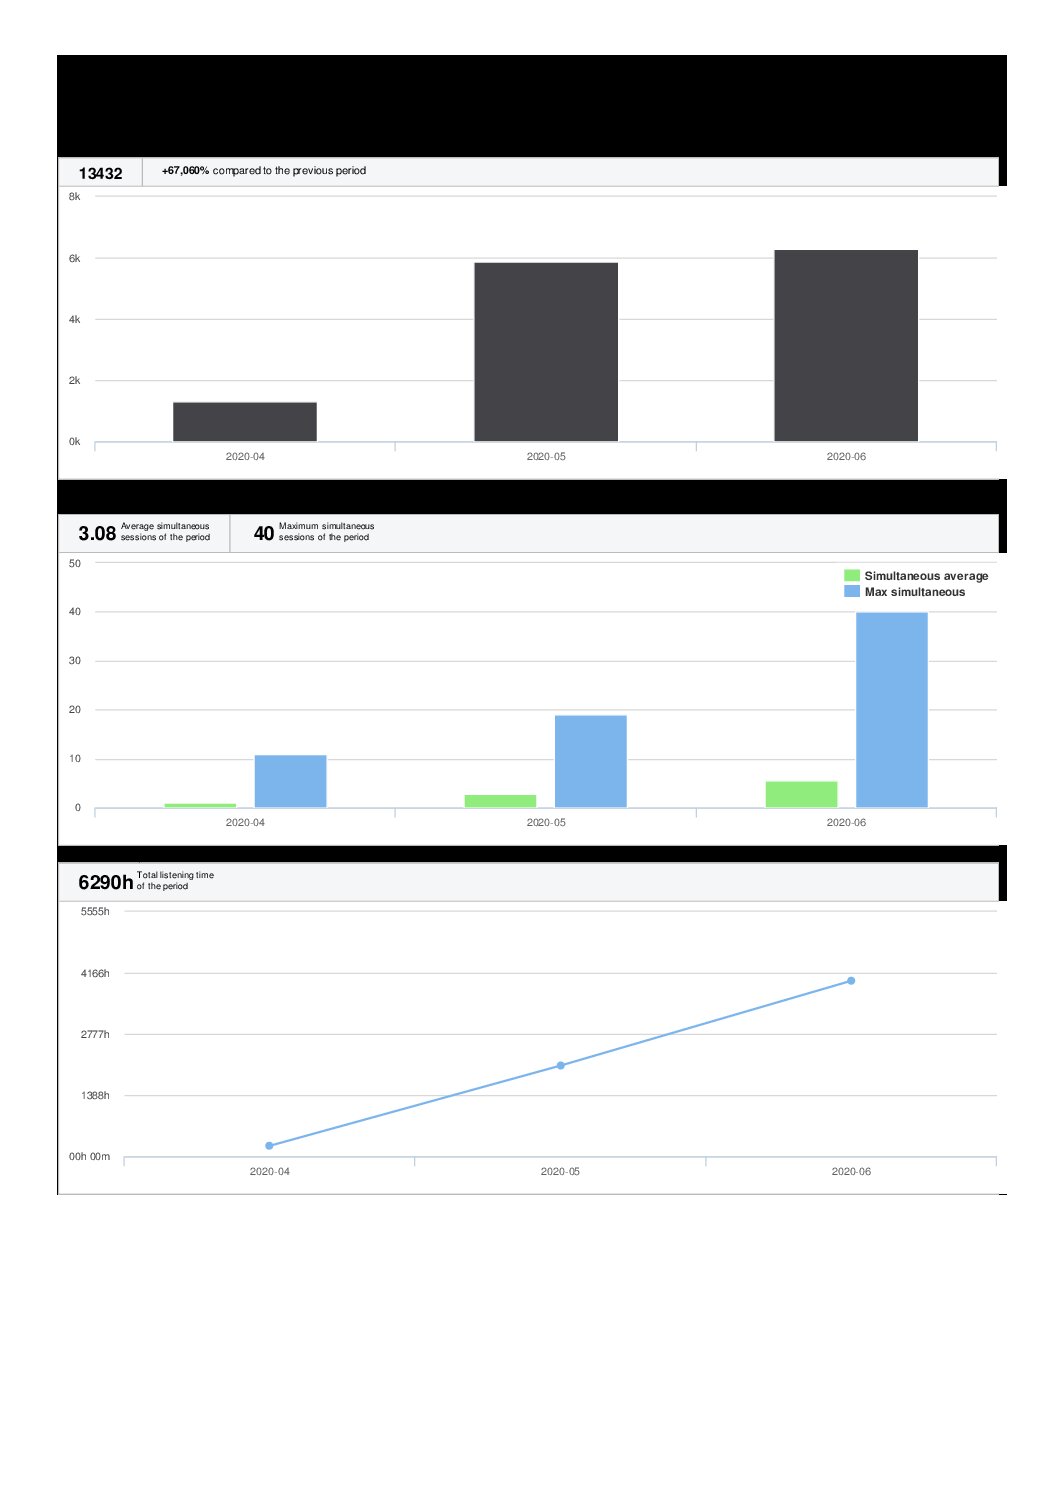 13432 +67,060% compared to the previous period
8k
6k
4k
2k
0k
2020-04 2020-05 2020-06
3.08 Average simultaneous sessions of the period 40 Maximum simultaneous sessions of the period
50
Simultaneous average
Max simultaneous
40
30
20
10
0
2020-04 2020-05 2020-06
6290h Total listening time of the period
5555h
4166h
2777h
1388h
00h 00m
2020-04 2020-05 2020-06